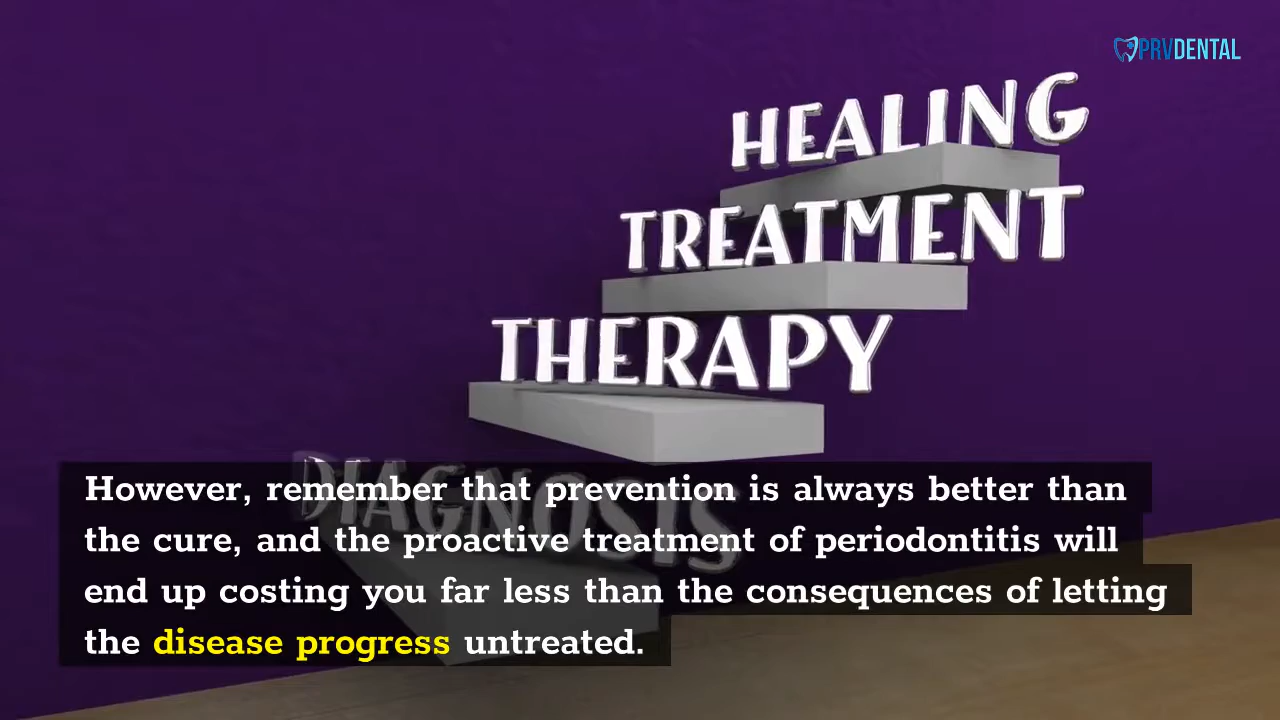 PRVDENTAL
HEALING
TREATMENT
THERAPY
DIAGNOSIS
However, remember that prevention is always better than
the cure, and the proactive treatment of periodontitis will
end up costing you far less than the consequences of letting
the disease progress untreated.